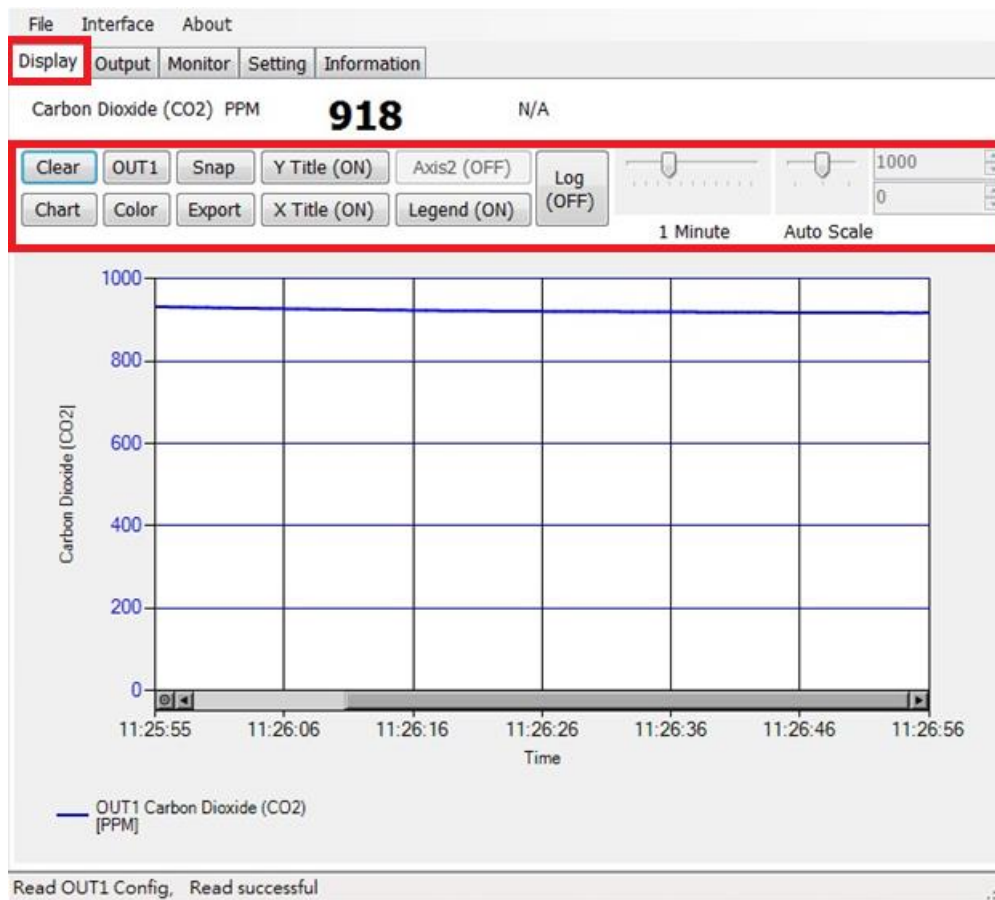 File Interface About
Display Output Monitor Setting Information
Carbon Dioxide (CO2) PPM 918 N/A
Clear OUT1 Snap Y Title (ON) Axis2 (OFF) Log (OFF) 1000
Chart Color Export X Title (ON) Legend (ON) 0
1 Minute Auto Scale
1000
800
600
400
200
0
Carbon Dioxide (CO2]
11:25:55 11:26:06 11:26:16 11:26:26 11:26:36 11:26:46 11:26:56
Time
OUT1 Carbon Dioxide (CO2)
[PPM]
Read OUT1 Config, Read successful